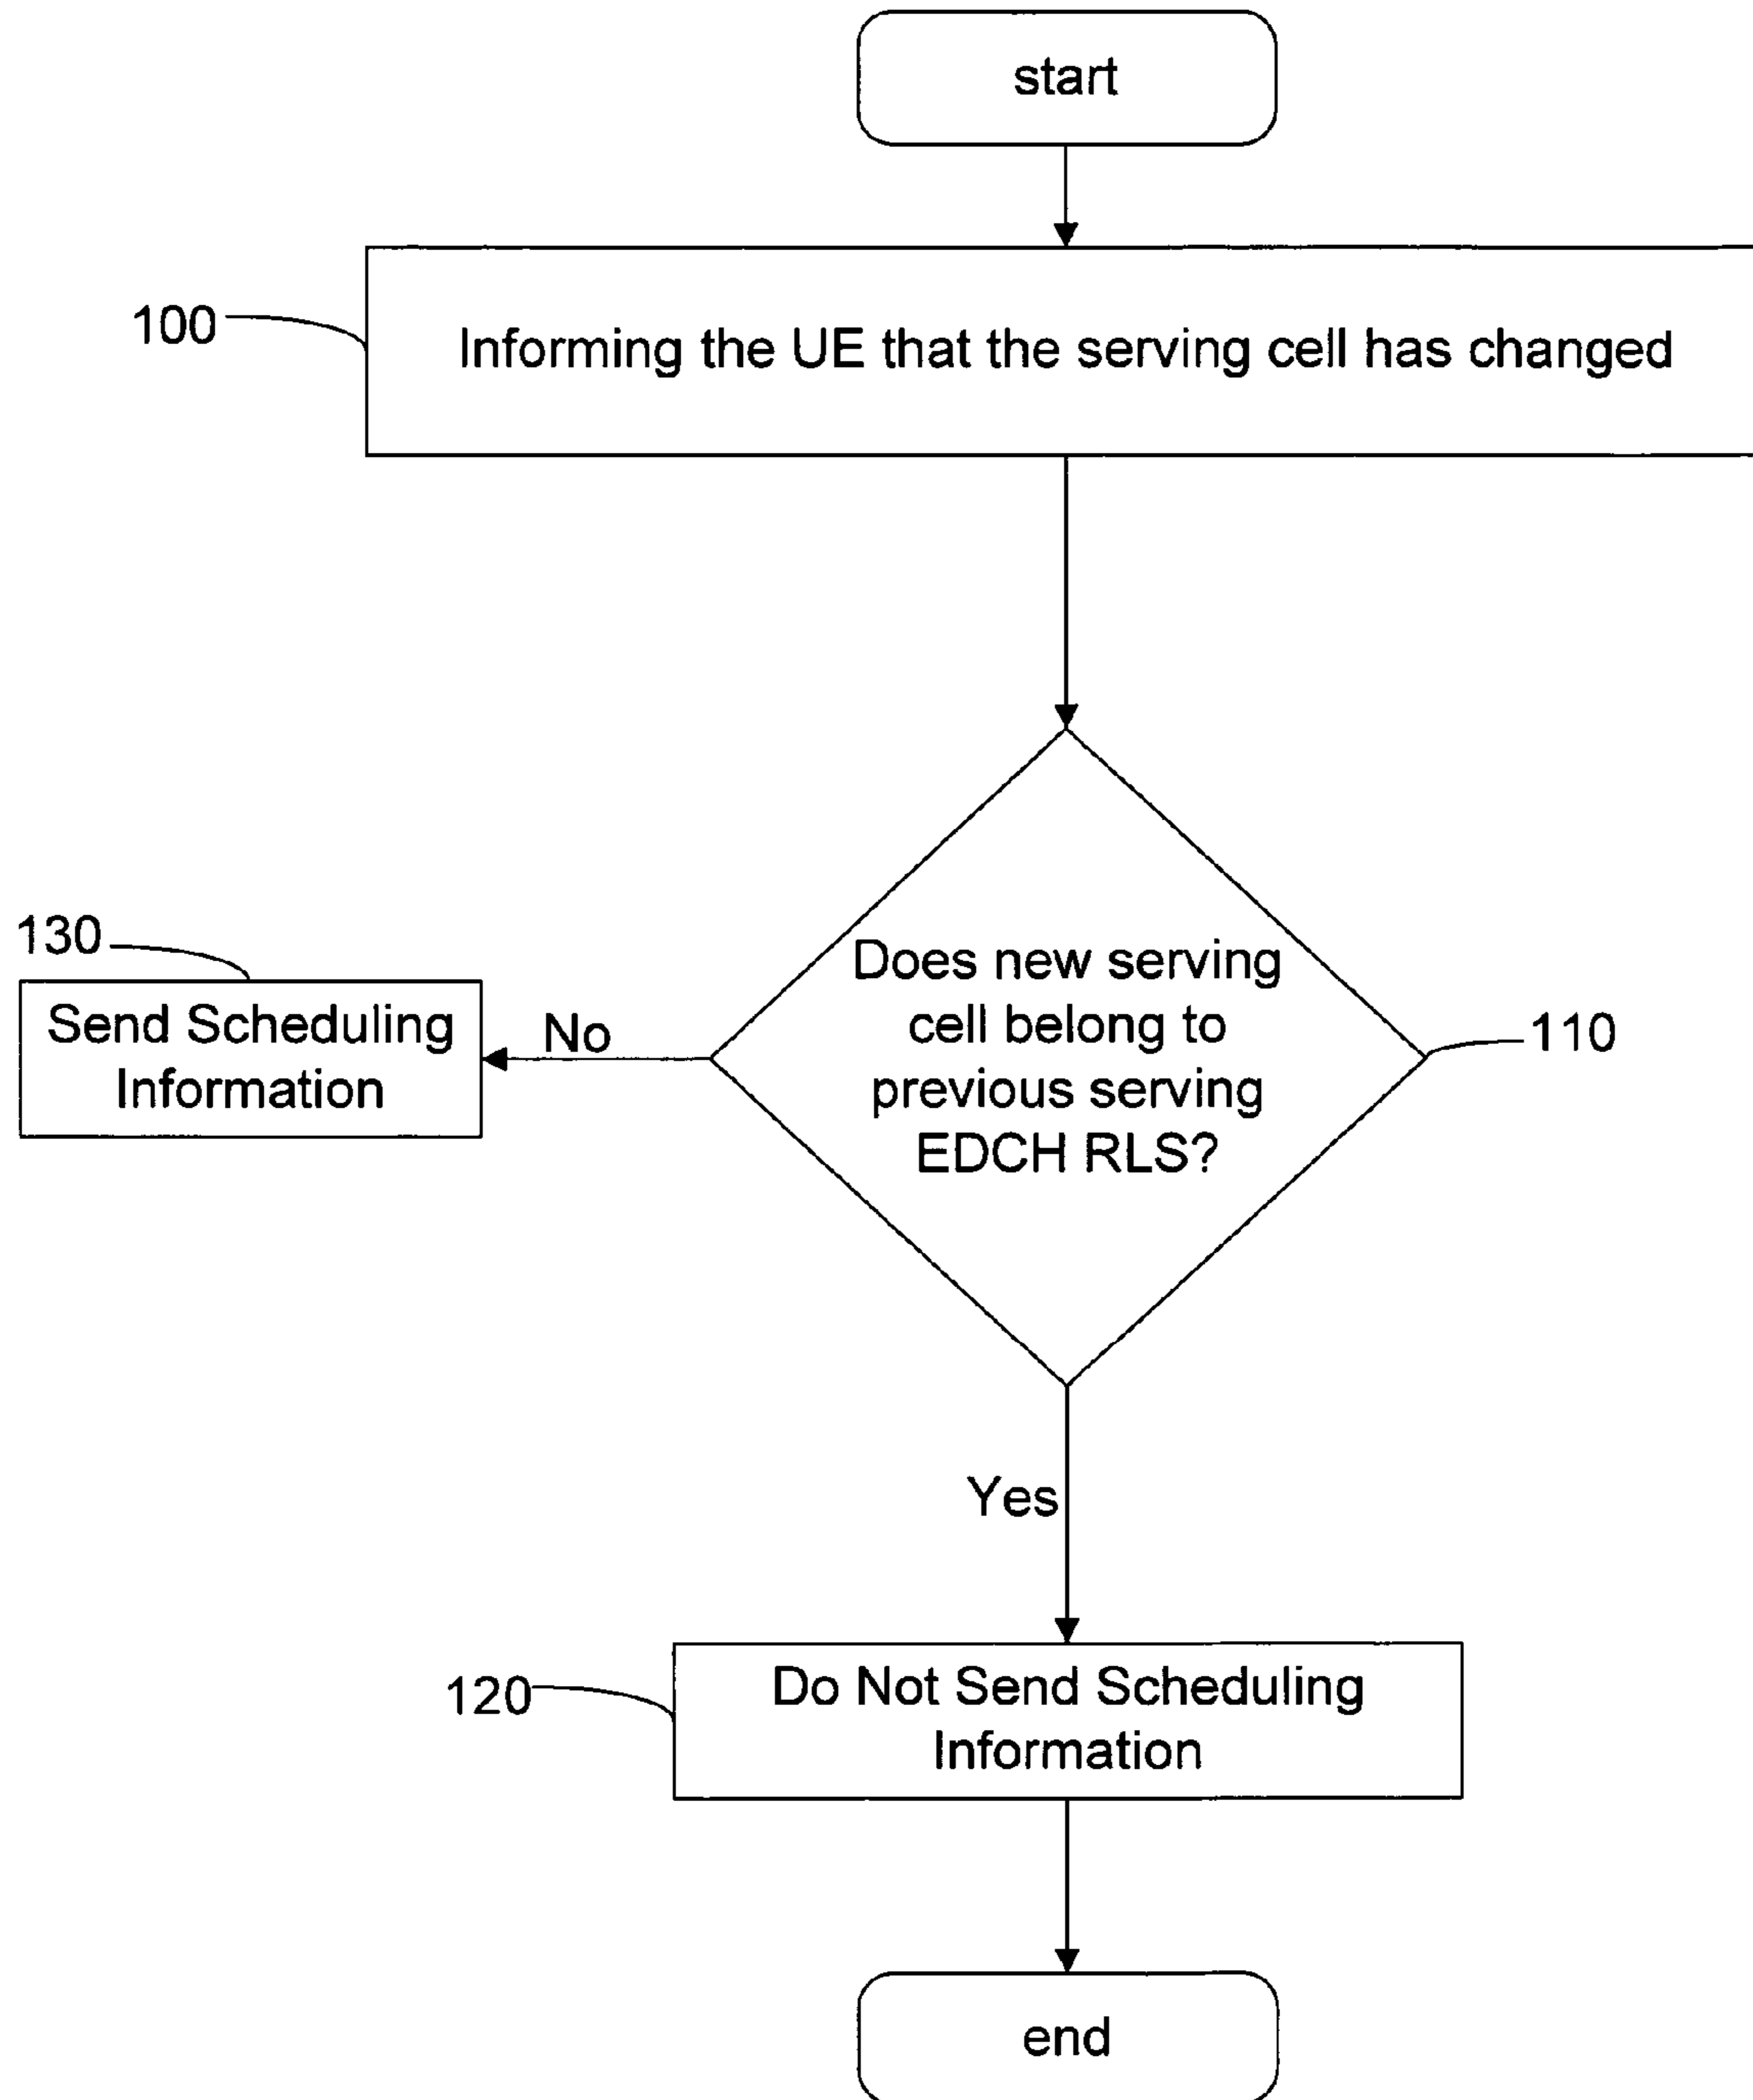 start
100
Informing the UE that the serving cell has changed
130
Send Scheduling
Information
No
Does new serving
cell belong to
previous serving
EDCH RLS?
110
Yes
120
Do Not Send Scheduling
Information
end